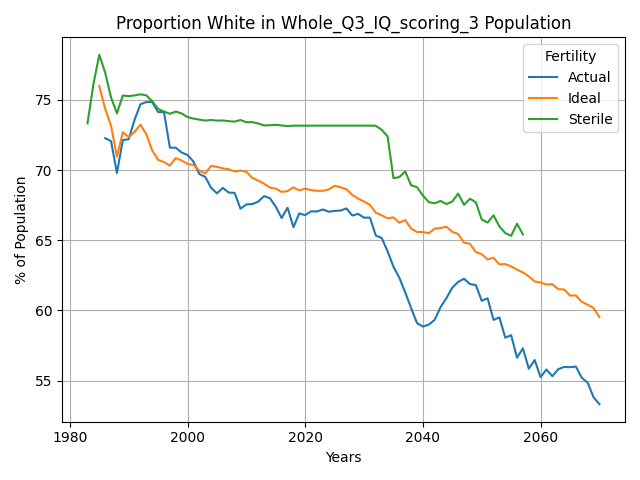 Proportion White in Whole_Q3_IQ_scoring_3 Population
% of Population
75
70
65
60
55
1980
2000
2020
2040
2060
Years
Fertility
Actual
Ideal
Sterile